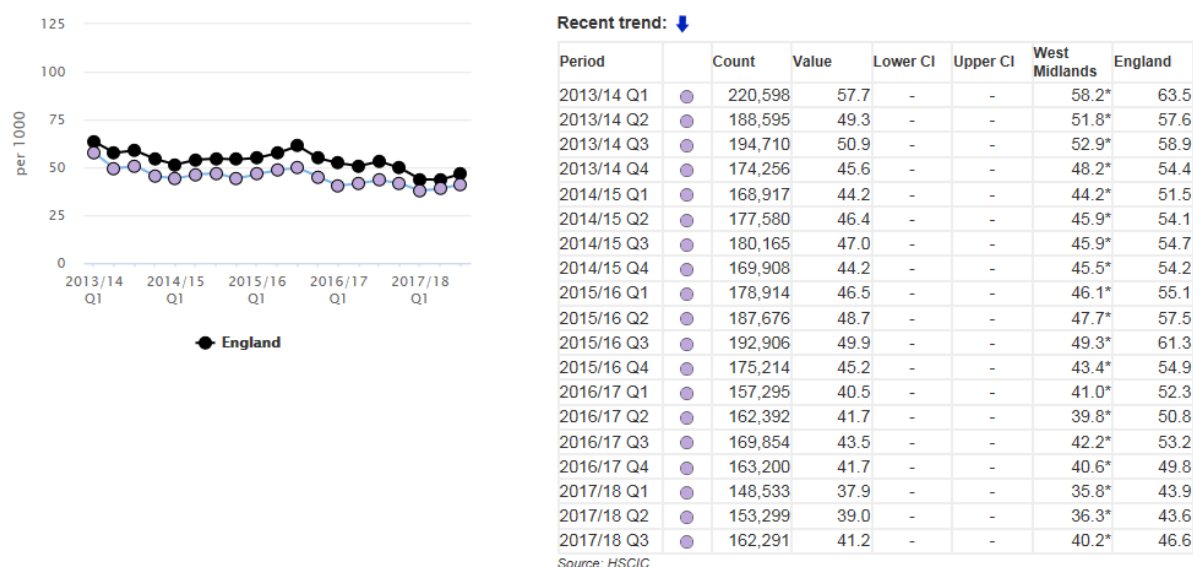 125
100
75
50
25
0
per 1000
2013/14 Q1
2014/15 Q1
2015/16 Q1
2016/17 Q1
2017/18 Q1
England
Recent trend:
Period Count Value Lower CI Upper CI West Midlands England
2013/14 Q1 220,598 57.7 - - 58.2* 63.5
2013/14 Q2 188,595 49.3 - - 51.8* 57.6
2013/14 Q3 194,710 50.9 - - 52.9* 58.9
2013/14 Q4 174,256 45.6 - - 48.2* 54.4
2014/15 Q1 168,917 44.2 - - 44.2* 51.5
2014/15 Q2 177,580 46.4 - - 45.9* 54.1
2014/15 Q3 180,165 47.0 - - 45.9* 54.7
2014/15 Q4 169,908 44.2 - - 45.5* 54.2
2015/16 Q1 178,914 46.5 - - 46.1* 55.1
2015/16 Q2 187,676 48.7 - - 47.7* 57.5
2015/16 Q3 192,906 49.9 - - 49.3* 61.3
2015/16 Q4 175,214 45.2 - - 43.4* 54.9
2016/17 Q1 157,295 40.5 - - 41.0* 52.3
2016/17 Q2 162,392 41.7 - - 39.8* 50.8
2016/17 Q3 169,854 43.5 - - 42.2* 53.2
2016/17 Q4 163,200 41.7 - - 40.6* 49.8
2017/18 Q1 148,533 37.9 - - 35.8* 43.9
2017/18 Q2 153,299 39.0 - - 36.3* 43.6
2017/18 Q3 162,291 41.2 - - 40.2* 46.6
Source: HSCIC